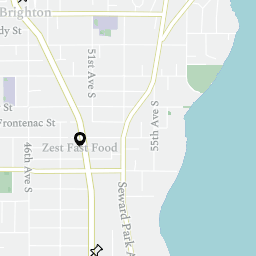 Brighton
dy St
51st Ave S
y St
Frontenac St
Zest Fast Food
55th Ave S
46th Ave S
Seward Park A